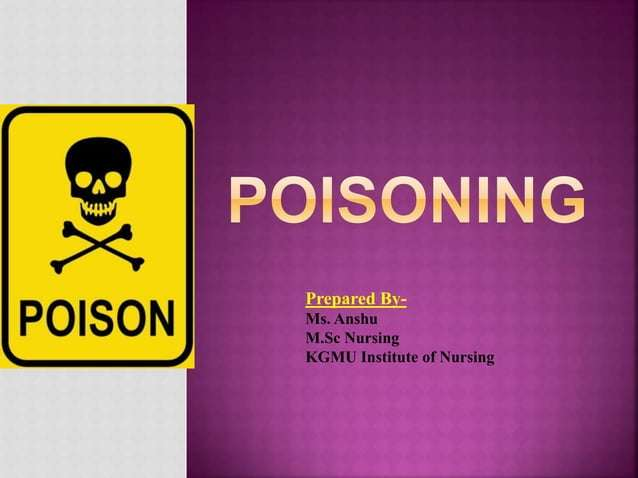 POISON
POISONING
Prepared By-
Ms. Anshu
M.Sc Nursing
KGMU Institute of Nursing